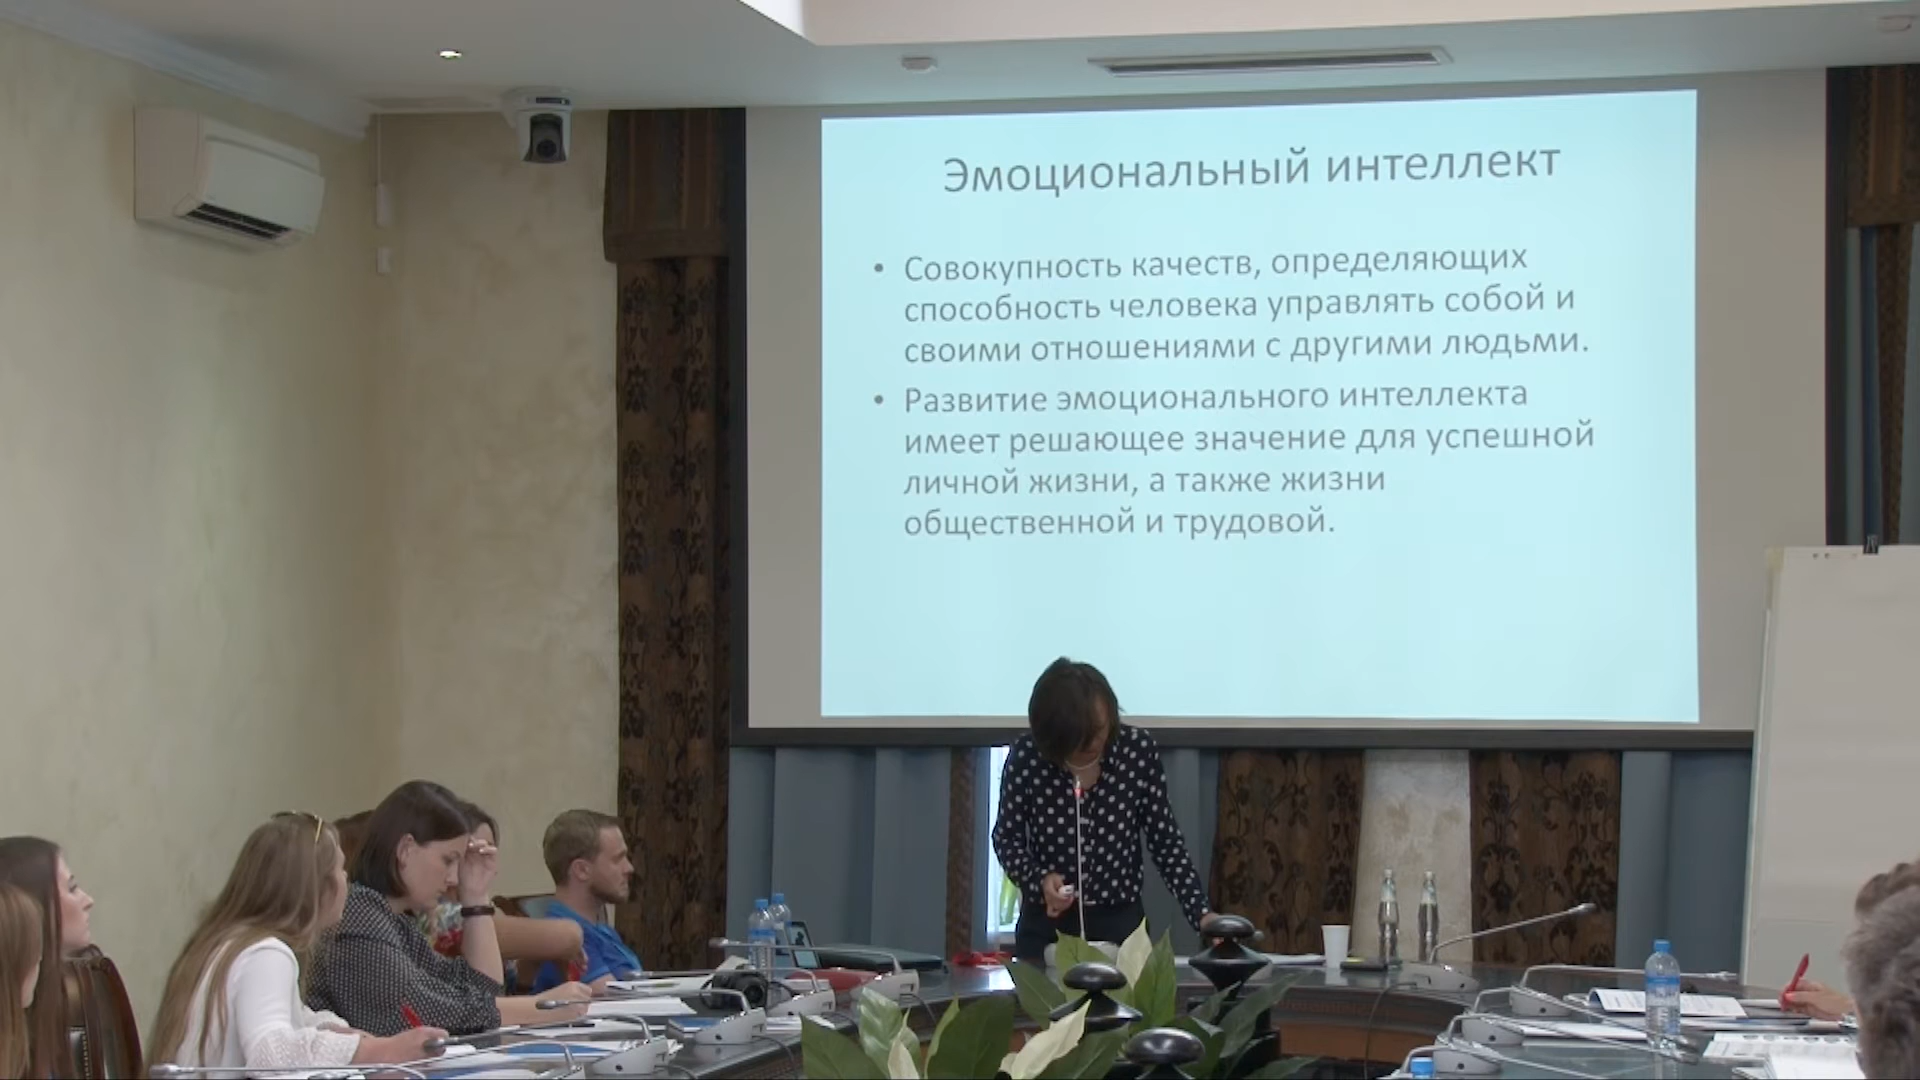 Эмоциональный интеллект
• Совокупность качеств, определяющих
способность человека управлять собой и
своими отношениями с другими людьми.
• Развитие эмоционального интеллекта
имеет решающее значение для успешной
личной жизни, а также жизни
общественной и трудовой.